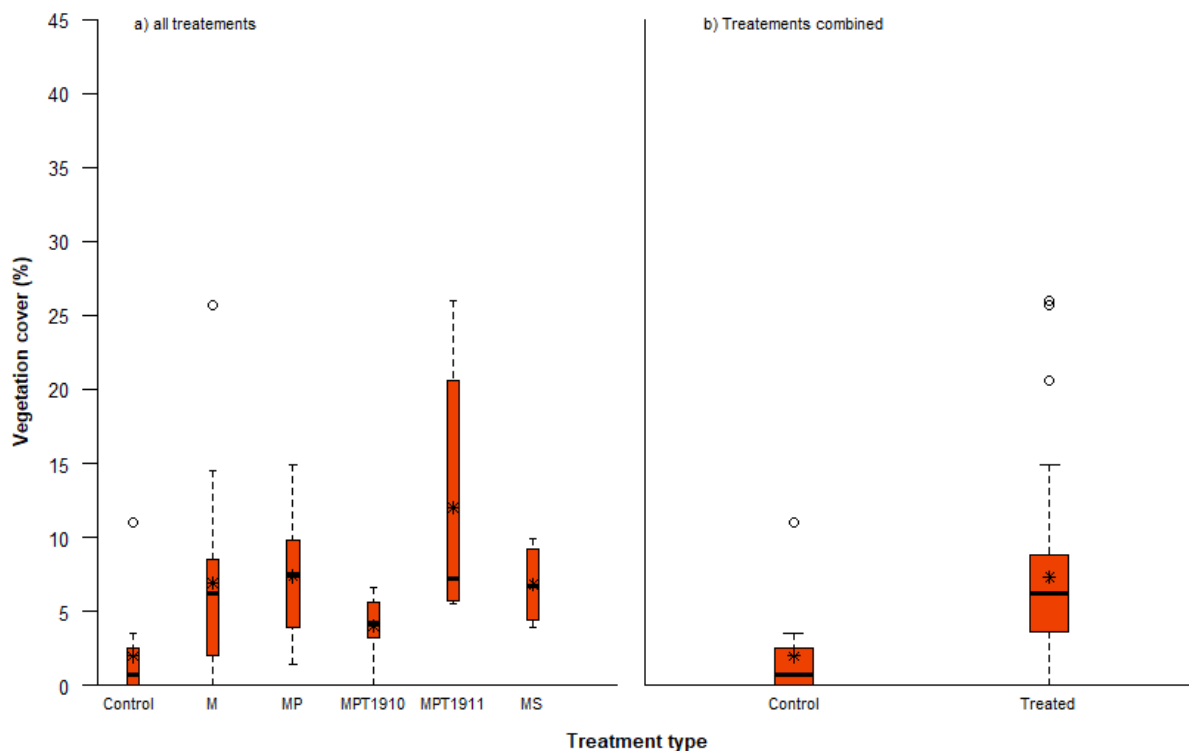 a) all treatements
b) Treatements combined
Vegetation cover (%)
45
40
35
30
25
20
15
10
5
0
Control M MP MPT1910 MPT1911 MS
Control Treated
Treatment type